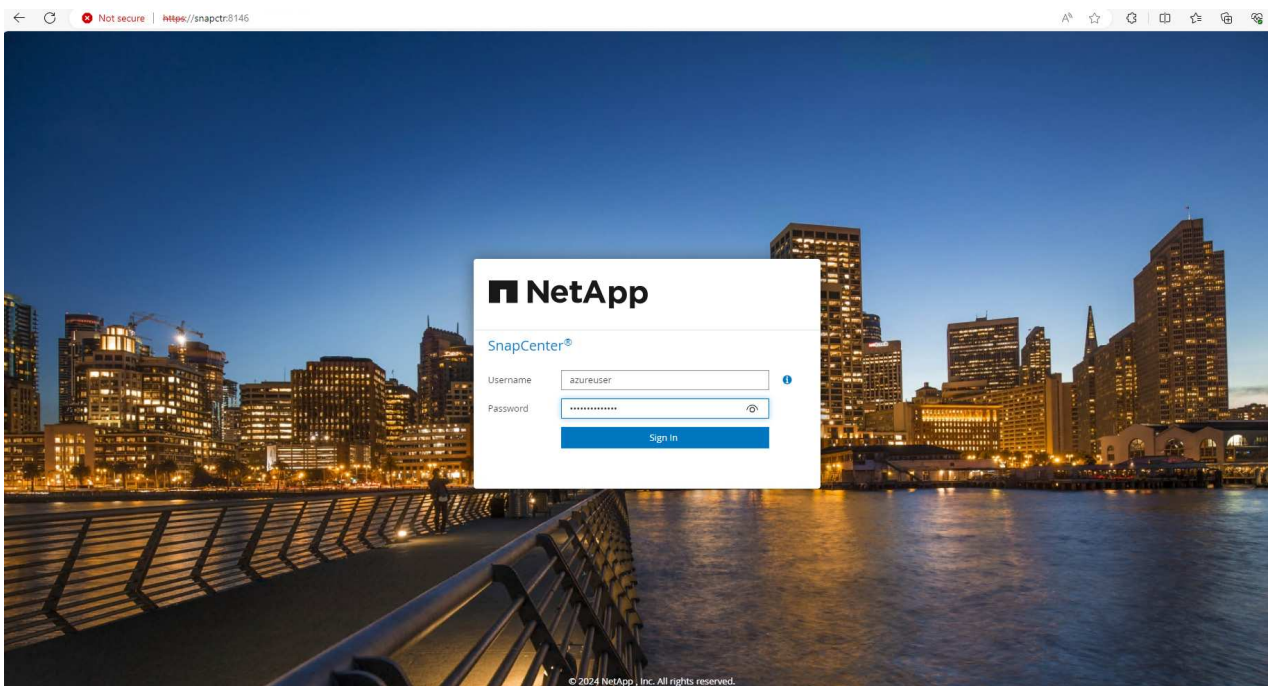 Not secure https://snapctr:8146
NetApp
SnapCenter®
Username azureuser
Password ••••••••••••••
Sign In
© 2024 NetApp , Inc. All rights reserved.